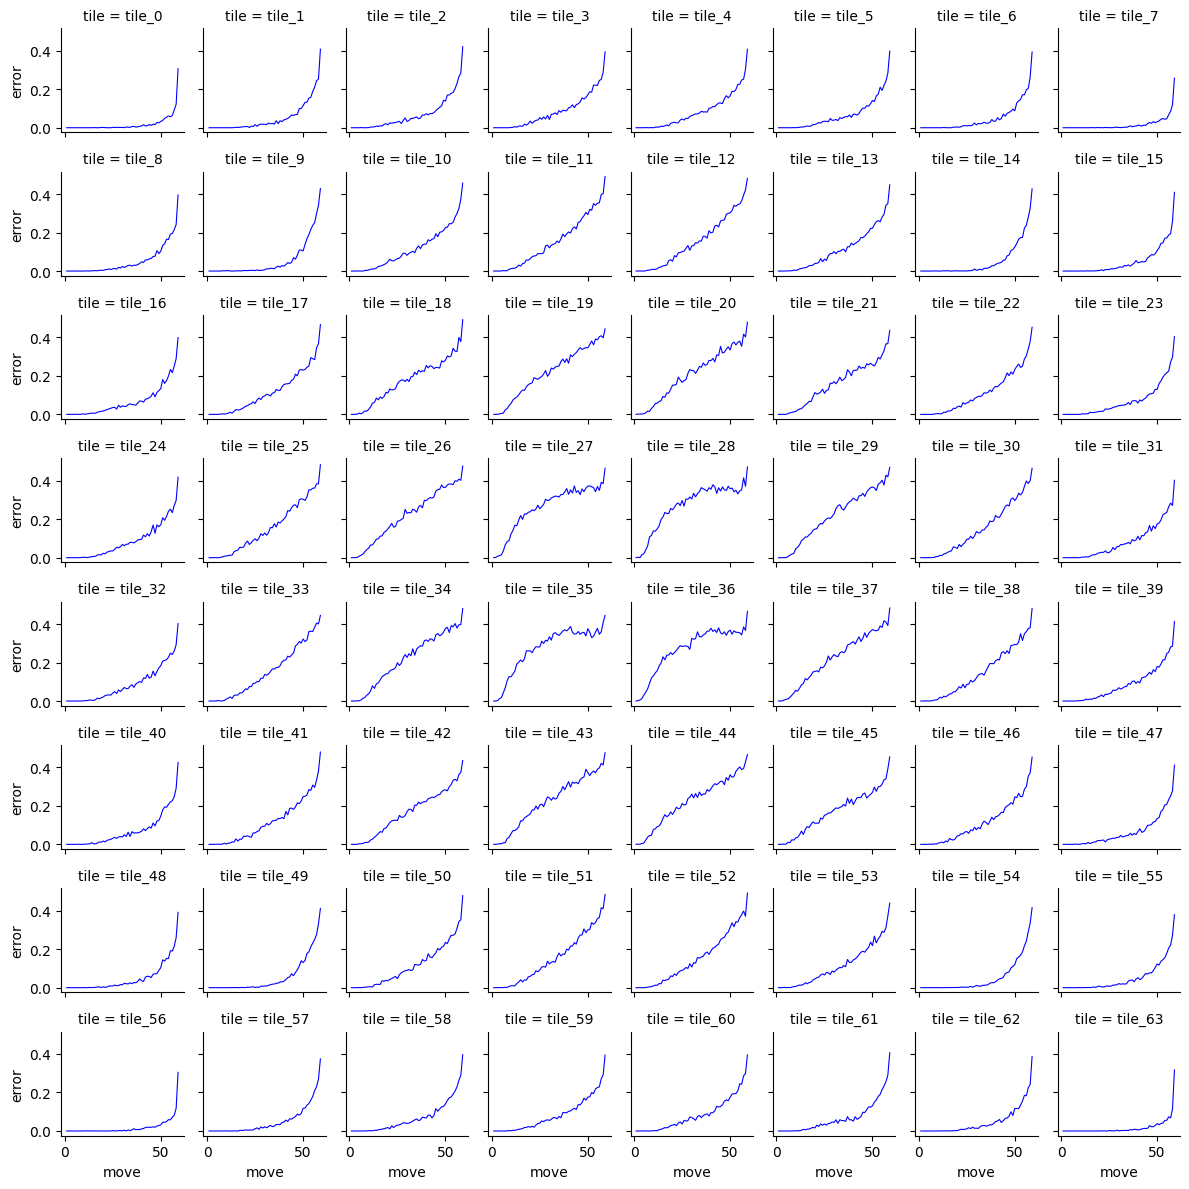 tile = tile_0 tile = tile_1 tile = tile_2 tile = tile_3 tile = tile_4 tile = tile_5 tile = tile_6 tile = tile_7
0.4
error
0.2
0.0
tile = tile_8 tile = tile_9 tile = tile_10 tile = tile_11 tile = tile_12 tile = tile_13 tile = tile_14 tile = tile_15
0.4
error
0.2
0.0
tile = tile_16 tile = tile_17 tile = tile_18 tile = tile_19 tile = tile_20 tile = tile_21 tile = tile_22 tile = tile_23
0.4
error
0.2
0.0
tile = tile_24 tile = tile_25 tile = tile_26 tile = tile_27 tile = tile_28 tile = tile_29 tile = tile_30 tile = tile_31
0.4
error
0.2
0.0
tile = tile_32 tile = tile_33 tile = tile_34 tile = tile_35 tile = tile_36 tile = tile_37 tile = tile_38 tile = tile_39
0.4
error
0.2
0.0
tile = tile_40 tile = tile_41 tile = tile_42 tile = tile_43 tile = tile_44 tile = tile_45 tile = tile_46 tile = tile_47
0.4
error
0.2
0.0
tile = tile_48 tile = tile_49 tile = tile_50 tile = tile_51 tile = tile_52 tile = tile_53 tile = tile_54 tile = tile_55
0.4
error
0.2
0.0
tile = tile_56 tile = tile_57 tile = tile_58 tile = tile_59 tile = tile_60 tile = tile_61 tile = tile_62 tile = tile_63
0.4
error
0.2
0.0
0 50 0 50 0 50 0 50 0 50 0 50 0 50 0 50
move move move move move move move move